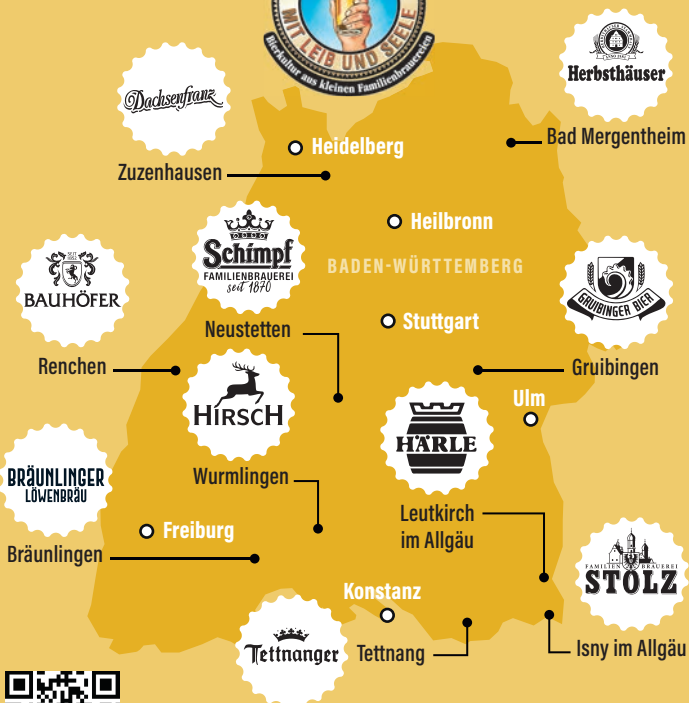 MIT LEIB UND SEELE
Bierkultur aus kleinen Familienbrauereien
Dachsenfranz
Zuzenhausen
Heidelberg
Herbsthäuser
Bad Mergentheim
Schimpf
FAMILIENBRAUEREI
seit 1870
Neustetten
Heilbronn
BADEN-WÜRTTEMBERG
Stuttgart
BAUHÖFER
Renchen
GRUIBINGER BIER
Gruibingen
HIRSCH
Wurmlingen
Ulm
HÄRLE
Leutkirch
im Allgäu
BRÄUNLINGER
LÖWENBRÄU
Bräunlingen
Freiburg
Konstanz
Tettnanger
Tettnang
FAMILIEN BRAUEREI
STOLZ
Isny im Allgäu